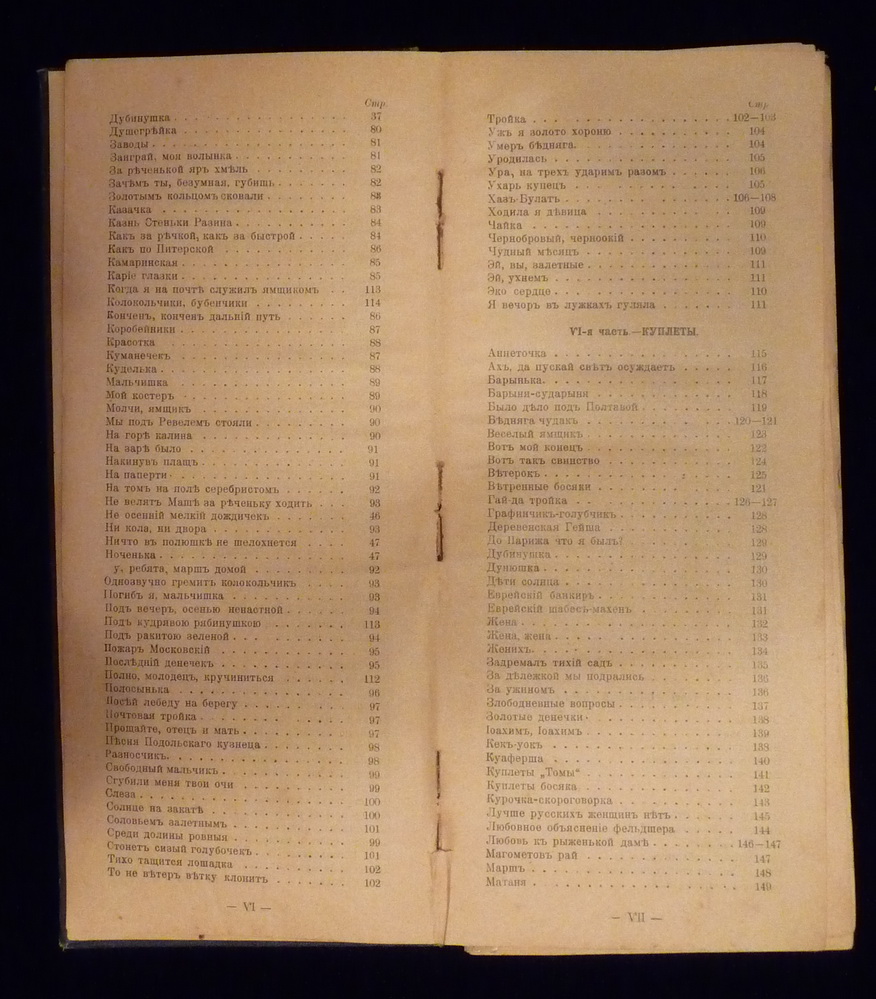 Стр.
Дубинушка . . . . . . . . . . . . 37
Душегрѣйка . . . . . . . . . . . . 80
Заводы . . . . . . . . . . . . 81
Заиграй, моя волынка . . . . . . . . 81
За рѣченькой яръ хмѣль . . . . . . . 82
Зачѣмъ ты, безумная, губишь . . . . . 82
Золотымъ кольцомъ сковали . . . . . .
Казачка . . . . . . . . . . . . 83
Казнь Стеньки Разина . . . . . . . . 84
Какъ за рѣчкой, какъ за быстрой . . . . 84
Какъ по Питерской . . . . . . . . 86
Камаринская . . . . . . . . . . . 85
Каріе глазки . . . . . . . . . . . 85
Когда я на почтѣ служилъ ямщикомъ . . 113
Колокольчики, бубенчики . . . . . . . 114
Конченъ, конченъ дальній путь . . . . . 86
Коробейники . . . . . . . . . . . 87
Красотка . . . . . . . . . . . . 88
Куманечекъ . . . . . . . . . . . 87
Куделька . . . . . . . . . . . . 88
Мальчишка . . . . . . . . . . . 89
Мой костеръ . . . . . . . . . . . 89
Молчи, ямщикъ . . . . . . . . . . 90
Мы подъ Ревелемъ стояли . . . . . . . 90
На горѣ калина . . . . . . . . . . 90
На зарѣ было . . . . . . . . . . . 91
Накинувъ плащъ . . . . . . . . . . 91
На паперти . . . . . . . . . . . 91
На томъ на полѣ серебристомъ . . . . . 92
Не велятъ Машѣ за рѣченьку ходить . . . 93
Не осенній мелкій дождичекъ . . . . . 46
Ни кола, ни двора . . . . . . . . . 93
Ничто въ полюшкѣ не шелохнется . . . . 47
Ноченька . . . . . . . . . . . . 47
у, ребята, маршъ домой . . . . . . . 92
Однозвучно гремитъ колокольчикъ . . . . 93
Погибъ я, мальчишка . . . . . . . . 93
Подъ вечеръ, осенью ненастной . . . . . 94
Подъ кудрявою рябинушкою . . . . . . 113
Подъ ракитою зеленой . . . . . . . . 94
Пожаръ Московскій . . . . . . . . . 95
Послѣдній денечекъ . . . . . . . . . 95
Полно, молодецъ, кручиниться . . . . . 112
Полосынька . . . . . . . . . . . 96
Посѣй лебеду на берегу . . . . . . . 97
Почтовая тройка . . . . . . . . . . 97
Прощайте, отецъ и мать . . . . . . . 97
Пѣсня Подольскаго кузнеца . . . . . . 98
Разносчикъ . . . . . . . . . . . 98
Свободный мальчикъ . . . . . . . . 99
Сгубили меня твои очи . . . . . . . 99
Слеза . . . . . . . . . . . . . 100
Солнце на закатѣ . . . . . . . . . 100
Соловьемъ залетнымъ . . . . . . . . 101
Среди долины ровныя . . . . . . . .
Стонетъ сизый голубочекъ . . . . . . 101
Тихо тащится лошадка . . . . . . . 102
То не вѣтеръ вѣтку клонитъ . . . . . . 102
— VI —
Стр.
Тройка . . . . . . . . . . . . 102—103
Ужъ я золото хороню . . . . . . . . 104
Умеръ бѣдняга . . . . . . . . . . 104
Уродилась . . . . . . . . . . . 105
Ура, на трехъ ударимъ разомъ . . . . . 106
Ухарь купецъ . . . . . . . . . . 105
Хазъ-Булатъ . . . . . . . . . . 106—108
Ходила я дѣвица . . . . . . . . . 109
Чайка . . . . . . . . . . . . . 109
Чернобровый, черноокій . . . . . . . 110
Чудный мѣсяцъ . . . . . . . . . . 109
Эй, вы, залетные . . . . . . . . . 111
Эй, ухнемъ . . . . . . . . . . . 111
Эко сердце . . . . . . . . . . . 110
Я вечоръ въ лужкахъ гуляла . . . . . . 111
VI-я часть.—КУПЛЕТЫ.
Аннеточка . . . . . . . . . . . 115
Ахъ, да пускай свѣтъ осуждаетъ . . . . 116
Барынька . . . . . . . . . . . . 117
Барыня-сударыня . . . . . . . . . 118
Было дѣло подъ Полтавой . . . . . . . 119
Бѣдняга чудакъ . . . . . . . . . 120—121
Веселый ямщикъ . . . . . . . . . . 123
Вотъ мой конецъ . . . . . . . . . 122
Вотъ такъ свинство . . . . . . . . . 124
Вѣтерокъ . . . . . . . . . . . . 125
Вѣтренные босяки . . . . . . . . . 121
Гай-да тройка . . . . . . . . . . 126—127
Графинчикъ-голубчикъ . . . . . . . . 128
Деревенская Гейша . . . . . . . . . 128
До Парижа что я былъ? . . . . . . . 129
Дубинушка . . . . . . . . . . . 129
Дунюшка . . . . . . . . . . . . 130
Дѣти солнца . . . . . . . . . . . 130
Еврейскій банкиръ . . . . . . . . . 131
Еврейскій шабесъ-махенъ . . . . . . . 131
Жена . . . . . . . . . . . . . 132
Жена, жена . . . . . . . . . . . 133
Женихъ . . . . . . . . . . . . . 134
Задремалъ тихій садъ . . . . . . . . 135
За дѣлежкой мы подрались . . . . . . 136
За ужиномъ . . . . . . . . . . . 136
Злободневные вопросы . . . . . . . . 137
Золотые денечки . . . . . . . . . . 138
Іоахимъ, Іоахимъ . . . . . . . . . 139
Кекъ-уокъ . . . . . . . . . . . 138
Куаферша . . . . . . . . . . . . 140
Куплеты „Томы“ . . . . . . . . . . 141
Куплеты босяка . . . . . . . . . . 142
Курочка-скороговорка . . . . . . . . 143
Лучше русскихъ женщинъ нѣтъ . . . . . 145
Любовное объясненіе фельдшера . . . . 144
Любовь къ рыженькой дамѣ . . . . . . 146—147
Магометовъ рай . . . . . . . . . . 147
Маршъ . . . . . . . . . . . . . 148
Матаня . . . . . . . . . . . . . 149
— VII —